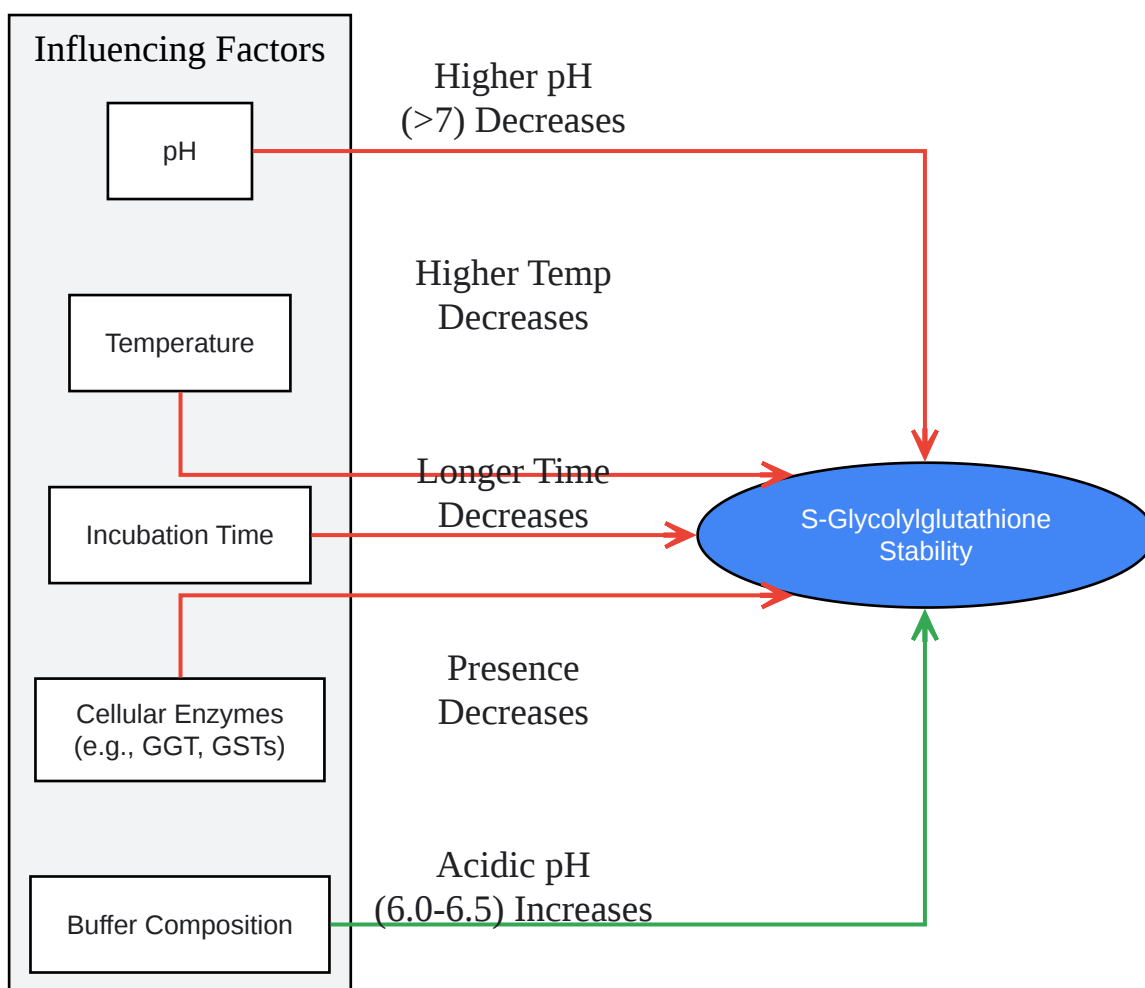 Influencing Factors
pH
Higher pH
(>7) Decreases
Temperature
Higher Temp
Decreases
Incubation Time
Longer Time
Decreases
S-Glycolylglutathione
Stability
Cellular Enzymes
(e.g., GGT, GSTs)
Presence
Decreases
Buffer Composition
Acidic pH
(6.0-6.5) Increases